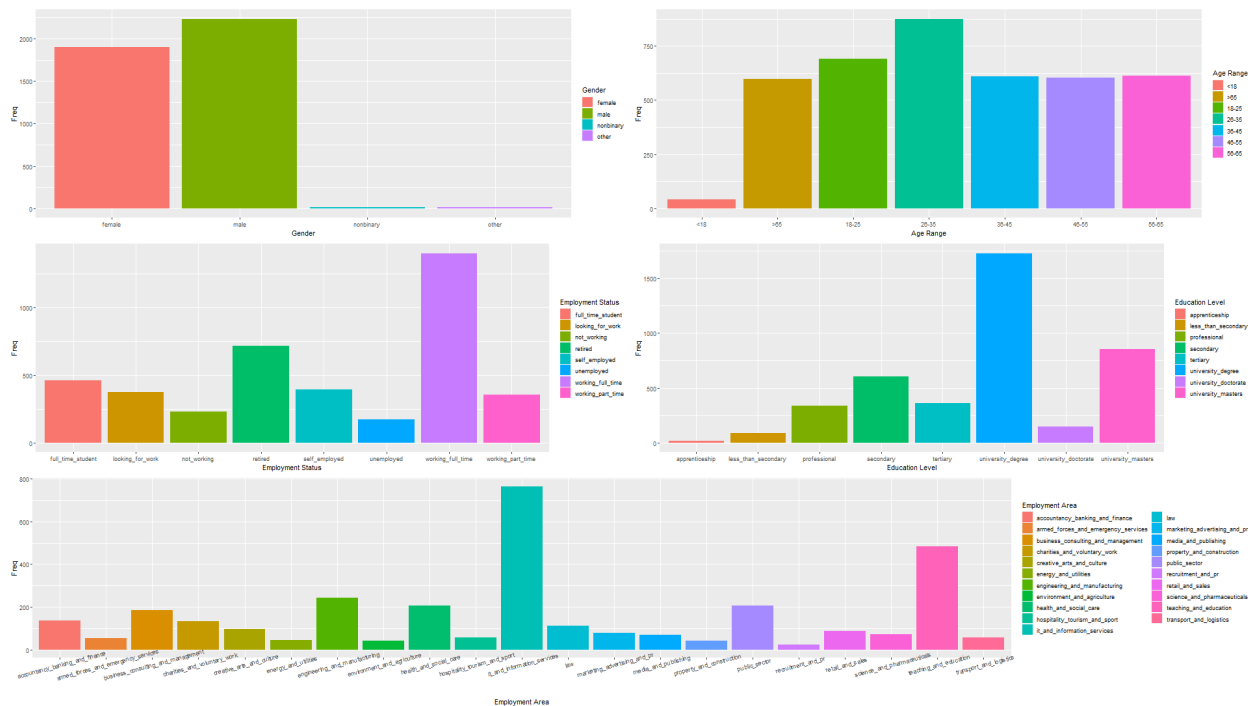 2000
1500
1000
500
0
Freq
female
male
nonbinary
other
Gender
Gender
female
male
nonbinary
other
750
500
250
0
Freq
<18
>65
18-25
26-35
36-45
46-55
56-65
Age Range
Age Range
<18
>65
18-25
26-35
36-45
46-55
56-65
1000
500
0
Freq
full_time_student
looking_for_work
not_working
retired
self_employed
unemployed
working_full_time
working_part_time
Employment Status
Employment Status
full_time_student
looking_for_work
not_working
retired
self_employed
unemployed
working_full_time
working_part_time
1500
1000
500
0
Freq
apprenticeship
less_than_secondary
professional
secondary
tertiary
university_degree
university_doctorate
university_masters
Education Level
Education Level
apprenticeship
less_than_secondary
professional
secondary
tertiary
university_degree
university_doctorate
university_masters
800
600
400
200
0
Freq
accountancy_banking_and_finance
armed_forces_and_emergency_services
business_consulting_and_management
charities_and_voluntary_work
creative_arts_and_culture
energy_and_utilities
engineering_and_manufacturing
environment_and_agriculture
health_and_social_care
hospitality_tourism_and_sport
it_and_information_services
law
marketing_advertising_and_pr
media_and_publishing
property_and_construction
public_sector
recruitment_and_pr
retail_and_sales
science_and_pharmaceuticals
teaching_and_education
transport_and_logistics
Employment Area
Employment Area
accountancy_banking_and_finance
armed_forces_and_emergency_services
business_consulting_and_management
charities_and_voluntary_work
creative_arts_and_culture
energy_and_utilities
engineering_and_manufacturing
environment_and_agriculture
health_and_social_care
hospitality_tourism_and_sport
it_and_information_services
law
marketing_advertising_and_pr
media_and_publishing
property_and_construction
public_sector
recruitment_and_pr
retail_and_sales
science_and_pharmaceuticals
teaching_and_education
transport_and_logistics